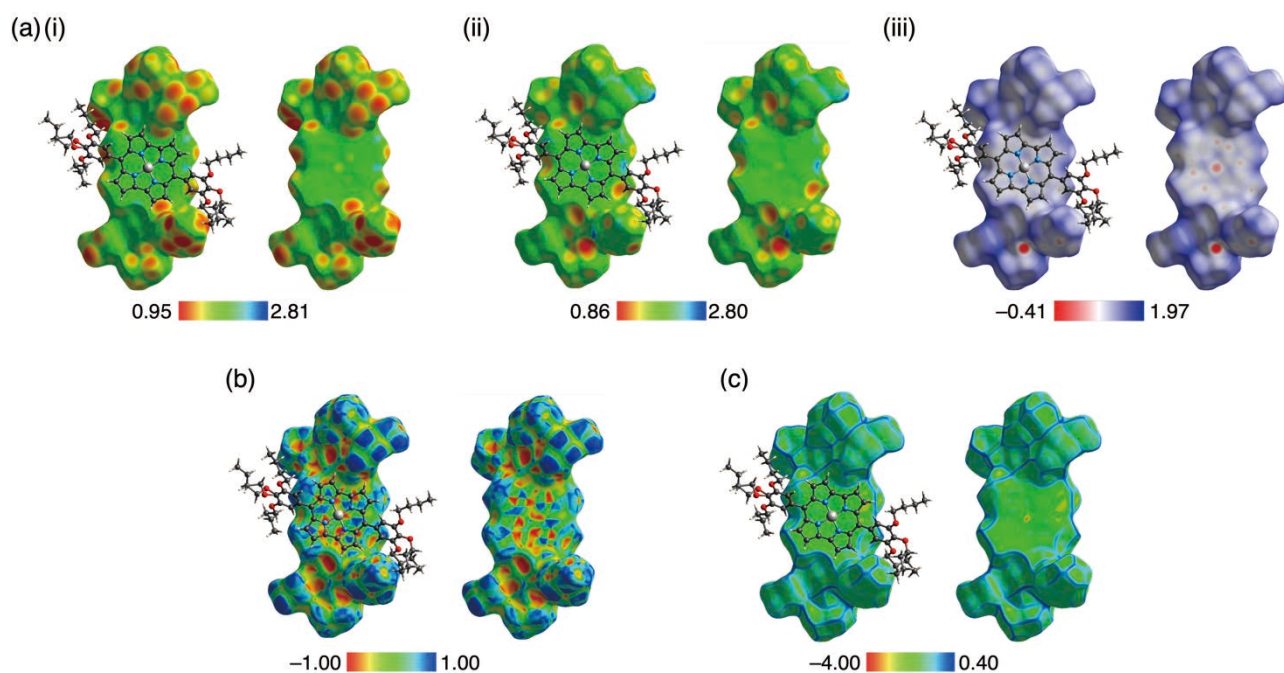 (a) (i)
(ii)
(iii)
0.95 2.81
0.86 2.80
–0.41 1.97
(b)
(c)
–1.00 1.00
–4.00 0.40